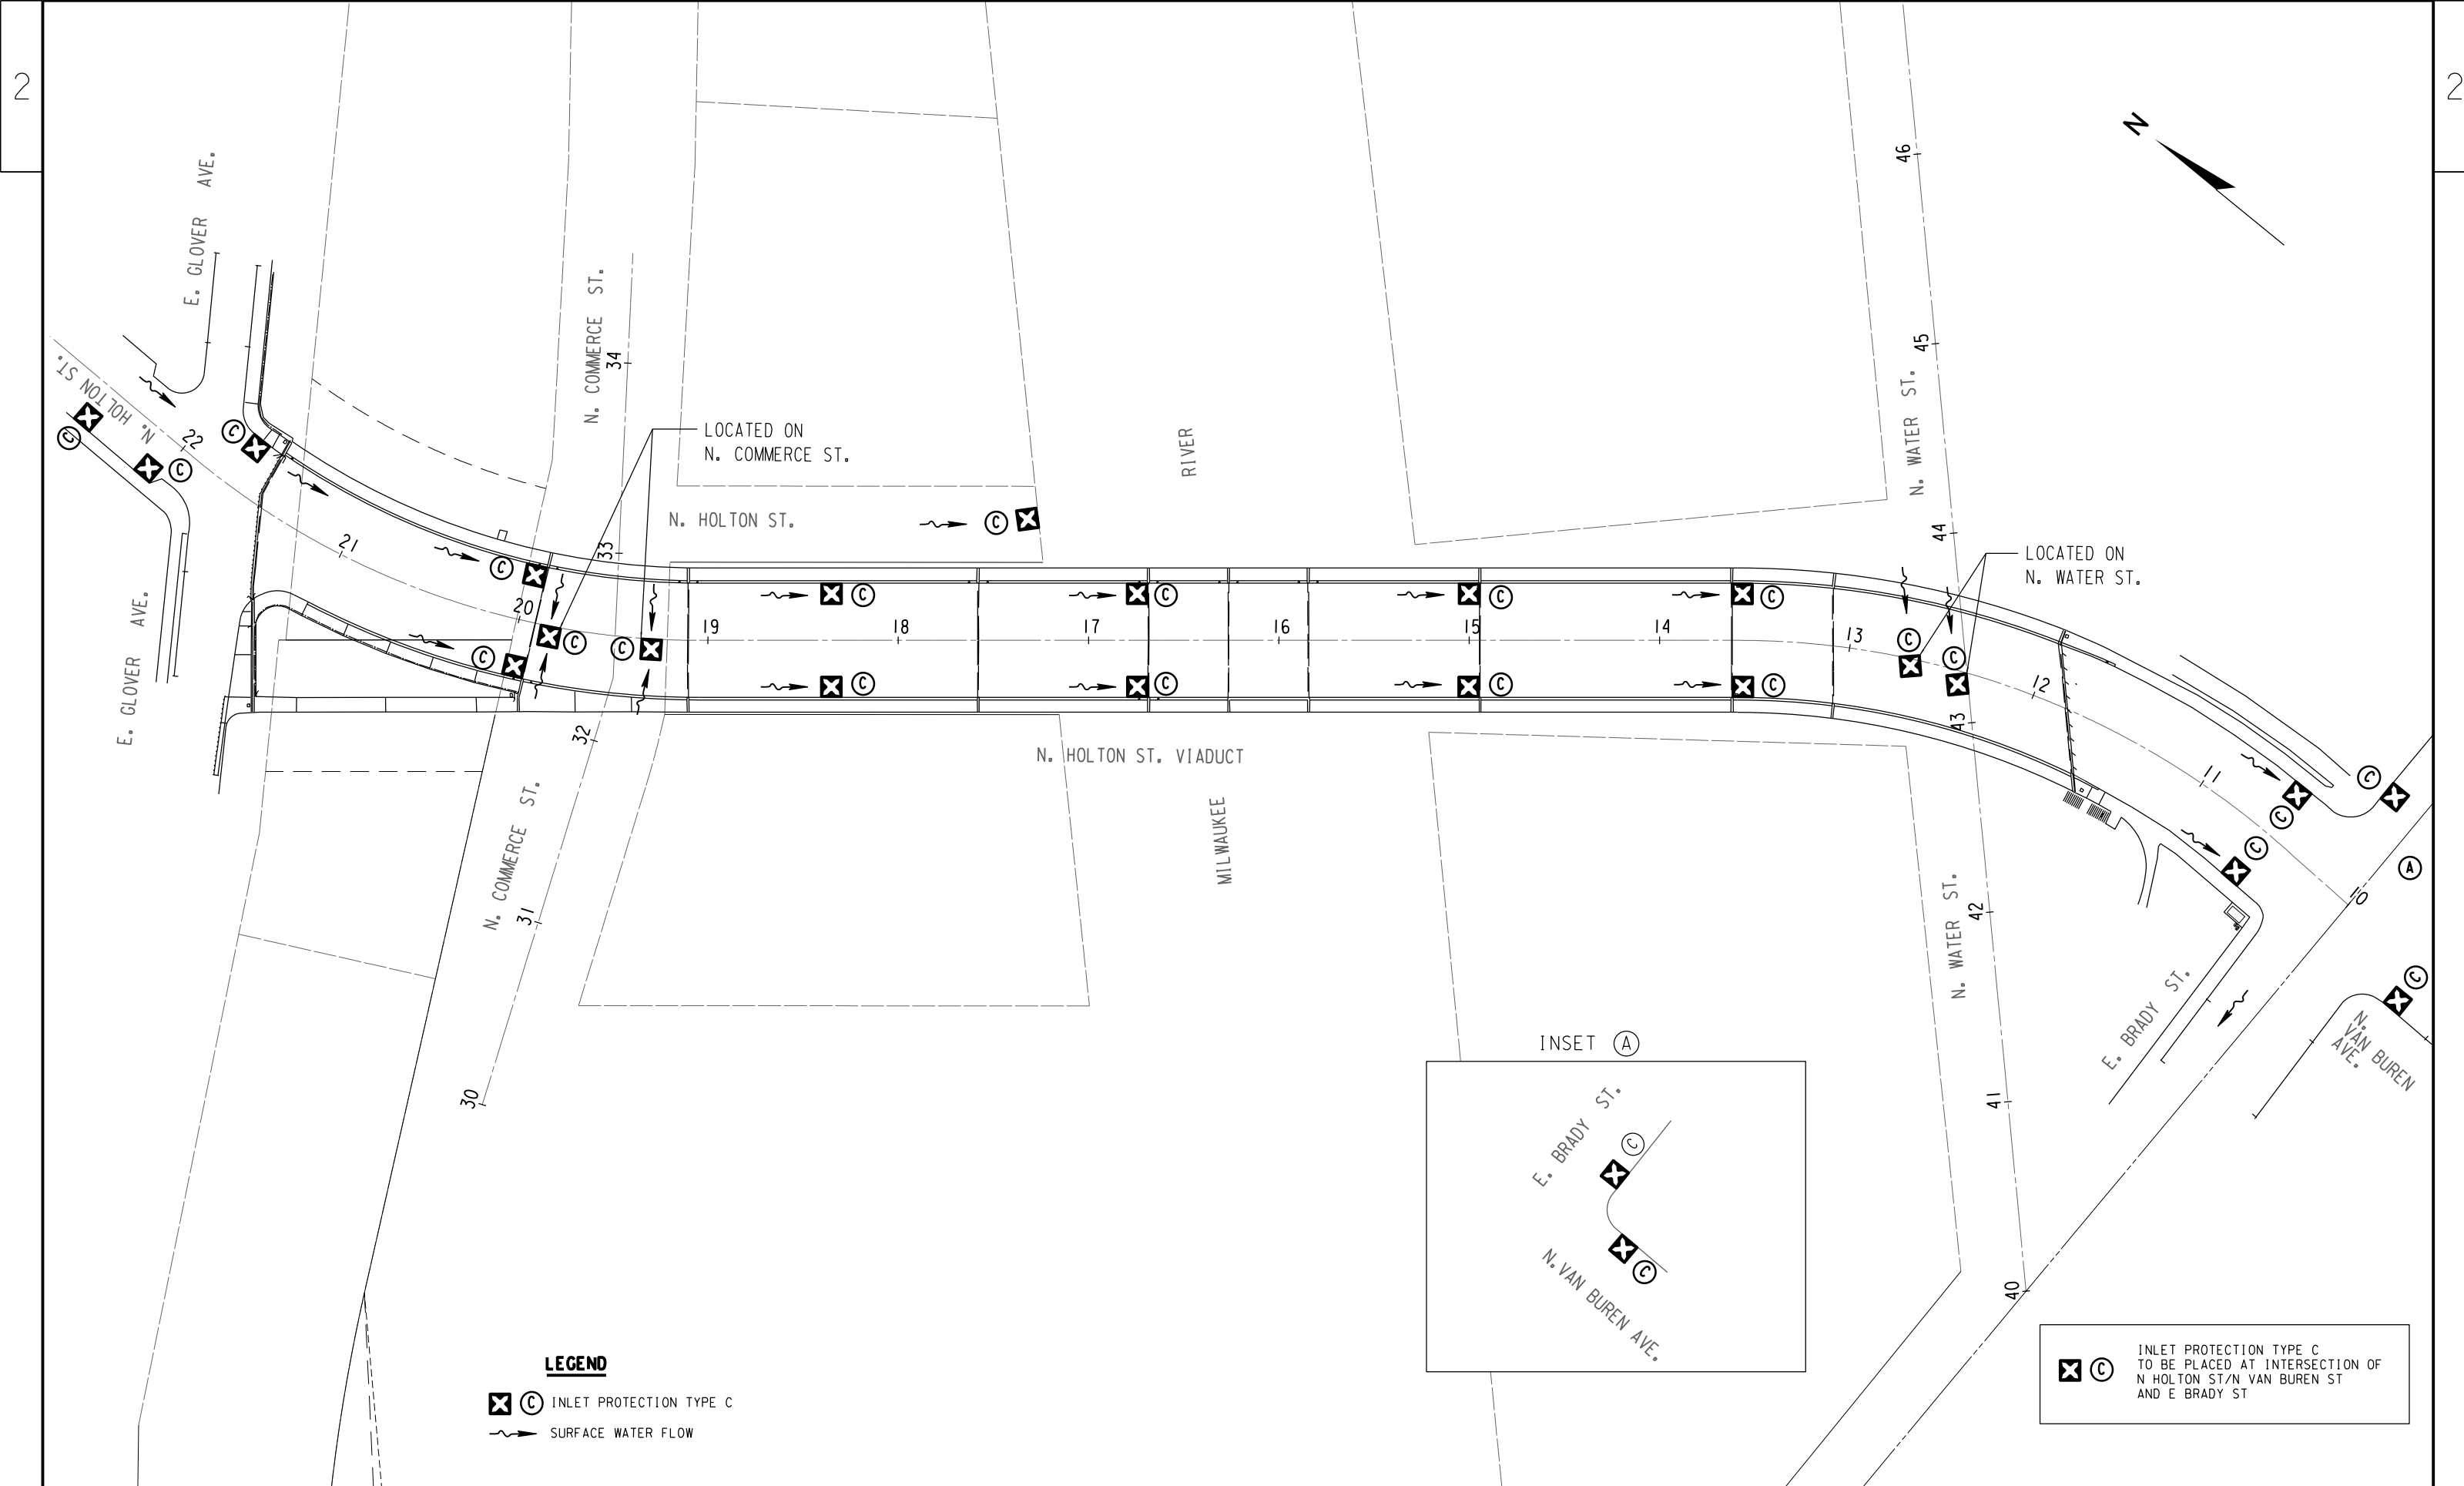 2
2
N
46
E. GLOVER AVE.
N. COMMERCE ST.
34
45
N. WATER ST.
N. HOLTON ST.
22
C
C
C
LOCATED ON
N. COMMERCE ST.
RIVER
N. HOLTON ST.
C
44
LOCATED ON
N. WATER ST.
21
33
C
20
C
C
C
19
18
17
16
15
14
13
12
11
10
C
C
C
C
C
C
C
C
C
C
E. GLOVER AVE.
43
32
N. HOLTON ST. VIADUCT
MILWAUKEE
C
C
C
A
N. COMMERCE ST.
31
30
42
N. WATER ST.
41
40
E. BRADY ST.
C
N.
VAN BUREN
AVE.
INSET A
E. BRADY ST.
C
C
N. VAN BUREN AVE.
LEGEND
C INLET PROTECTION TYPE C
SURFACE WATER FLOW
C
INLET PROTECTION TYPE C
TO BE PLACED AT INTERSECTION OF
N HOLTON ST/N VAN BUREN ST
AND E BRADY ST